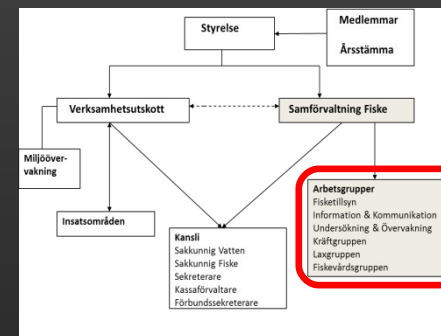 Medlemmar
Årsstämma
Styrelse
Verksamhetsutskott
Samförvaltning Fiske
Miljööver-
vakning
Insatsområden
Kansli
Sakkunnig Vatten
Sakkunnig Fiske
Sekreterare
Kassaförvaltare
Förbundssekreterare
Arbetsgrupper
Fisketillsyn
Information & Kommunikation
Undersökning & Övervakning
Kräftgruppen
Laxgruppen
Fiskevårdsgruppen